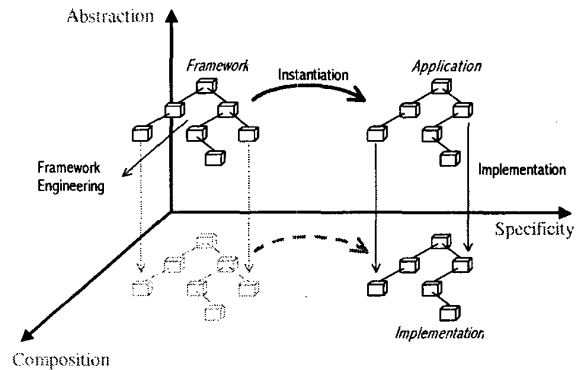 Abstraction
Framework
Instantiation
Application
Framework
Engineering
Implementation
Specificity
Implementation
Composition